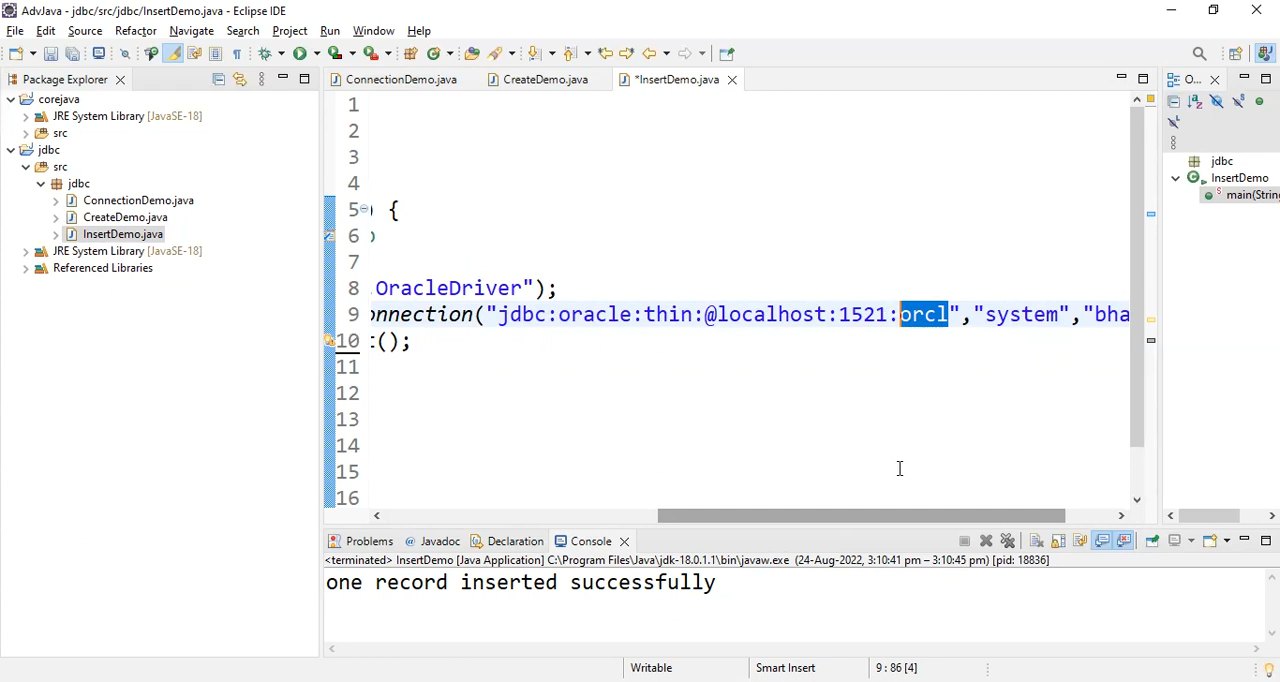 AdvJava - jdbc/src/jdbc/InsertDemo.java - Eclipse IDE
File Edit Source Refactor Navigate Search Project Run Window Help
Package Explorer
ConnectionDemo.java
CreateDemo.java
*InsertDemo.java
O...
corejava
JRE System Library [JavaSE-18]
src
jdbc
src
jdbc
ConnectionDemo.java
CreateDemo.java
InsertDemo.java
JRE System Library [JavaSE-18]
Referenced Libraries
1
2
3
4
5 ) {
6
7
8 .OracleDriver");
9 onnection("jdbc:oracle:thin:@localhost:1521:orcl","system","bha
10 t();
11
12
13
14
15
16
jdbc
InsertDemo
main(String
Problems Javadoc Declaration Console
<terminated> InsertDemo [Java Application] C:\Program Files\Java\jdk-18.0.1.1\bin\javaw.exe (24-Aug-2022, 3:10:41 pm – 3:10:45 pm) [pid: 18836]
one record inserted successfully
Writable Smart Insert 9 : 86 [4]